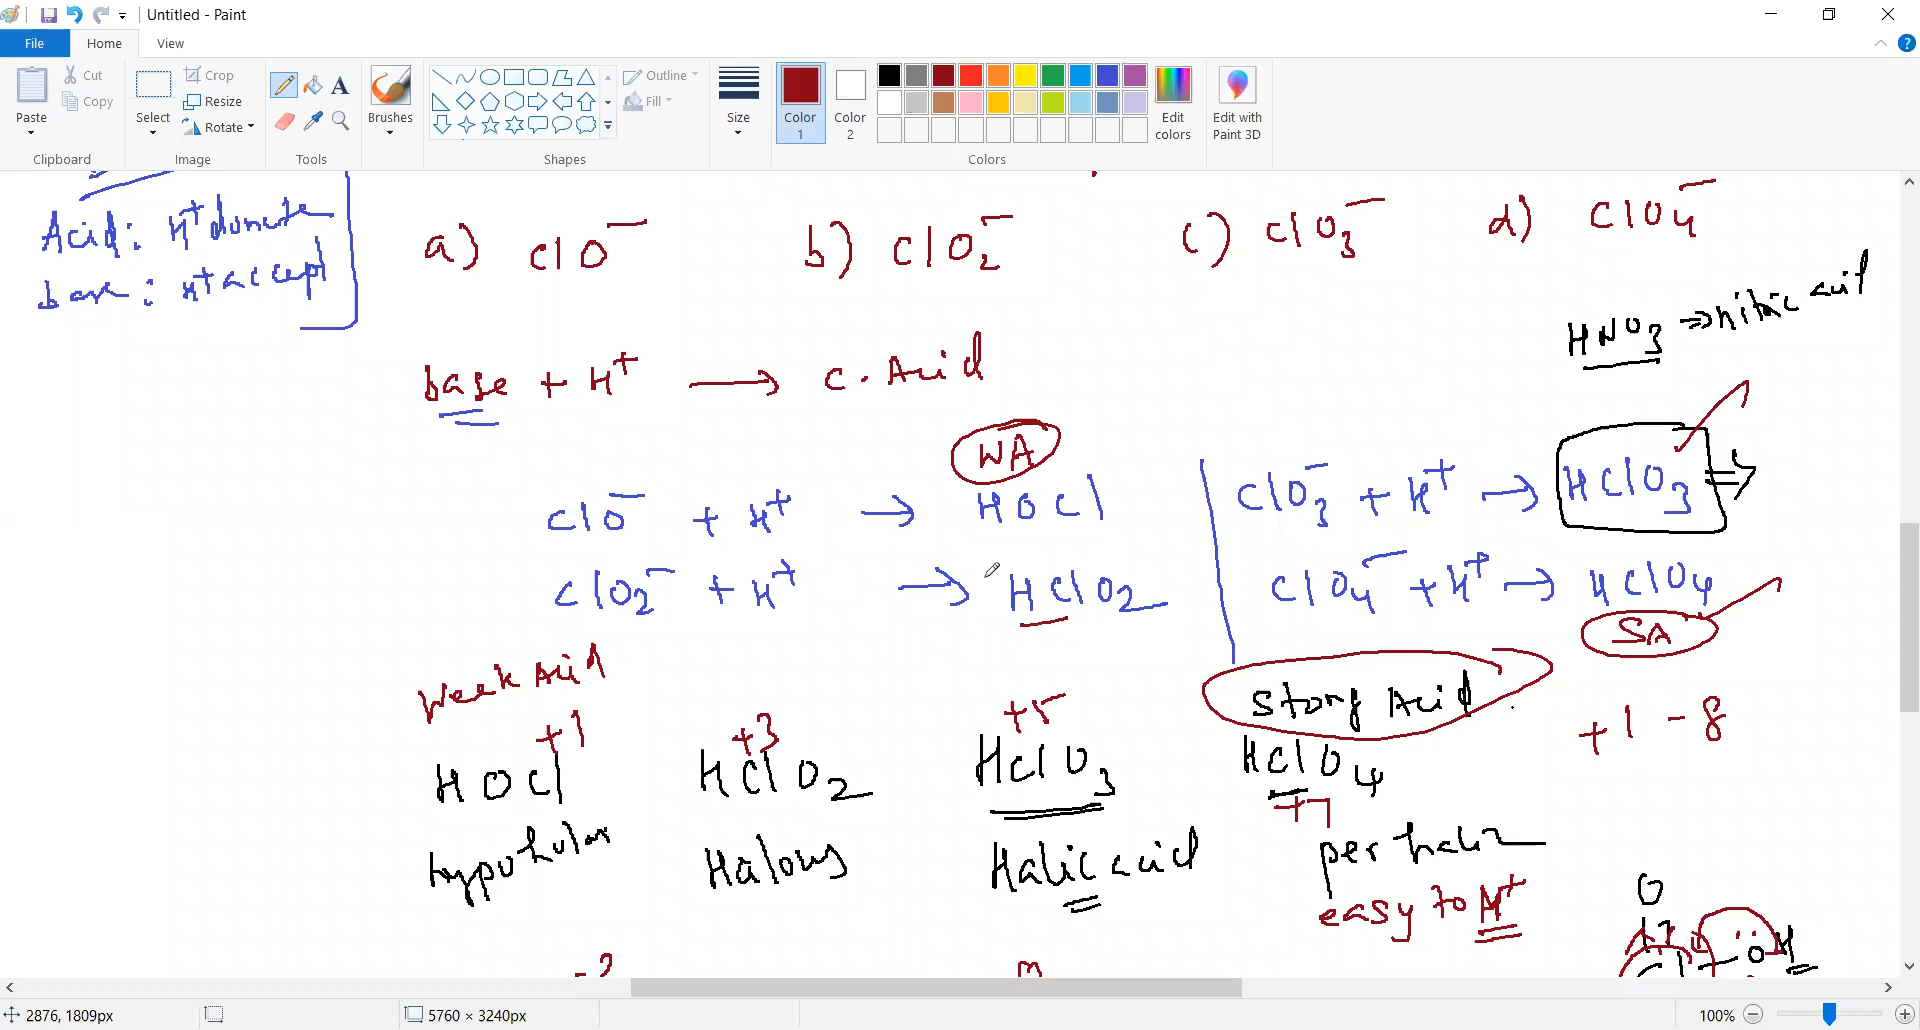 Untitled - Paint
File Home View
Cut
Copy
Paste
Clipboard
Crop
Resize
Rotate
Select
Image
A
Tools
Brushes
Outline
Fill
Shapes
Size
Color 1
Color 2
Colors
Edit colors
Edit with Paint 3D
Acid: H⁺ donate
base: H⁺ accept
a) ClO⁻ b) ClO₂⁻ c) ClO₃⁻ d) ClO₄⁻
HNO₃ → nitric acid
base + H⁺ → c. Acid
WA
ClO⁻ + H⁺ → HOCl
ClO₂⁻ + H⁺ → HClO₂
ClO₃⁻ + H⁺ → HClO₃ ⇒
ClO₄⁻ + H⁺ → HClO₄
SA
Week Acid
Strong Acid
+1 +3 +5 +1 - 8
HOCl HClO₂ HClO₃ HClO₄
+7
Halous Halic acid per halic
easy to H⁺
O
Cl - O H
2876, 1809px
5760 × 3240px
100%